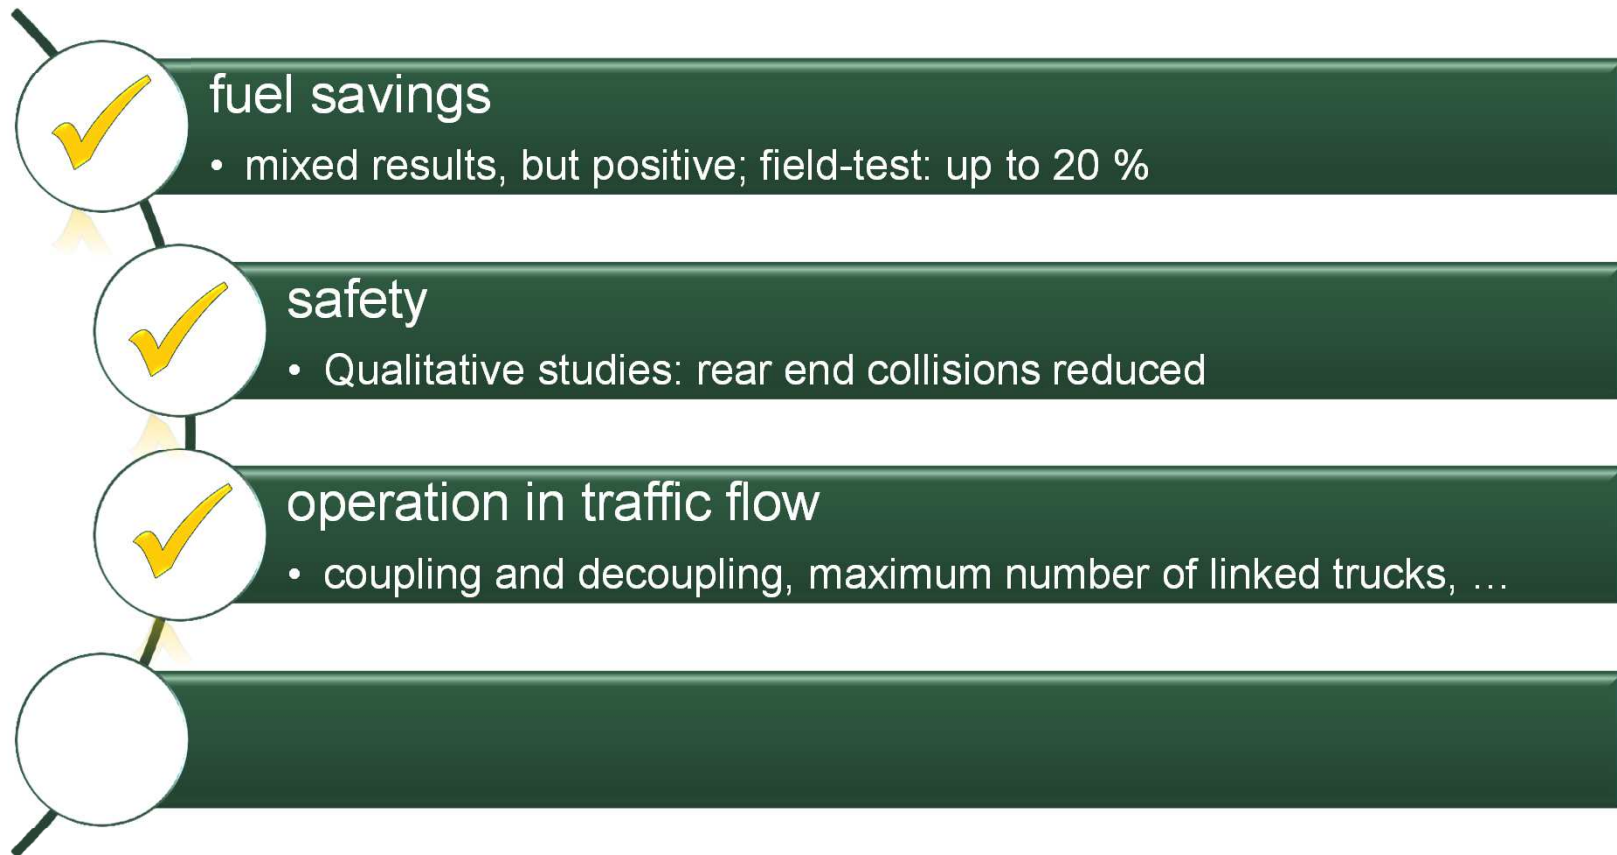 fuel savings
• mixed results, but positive; field-test: up to 20 %
safety
• Qualitative studies: rear end collisions reduced
operation in traffic flow
• coupling and decoupling, maximum number of linked trucks, …